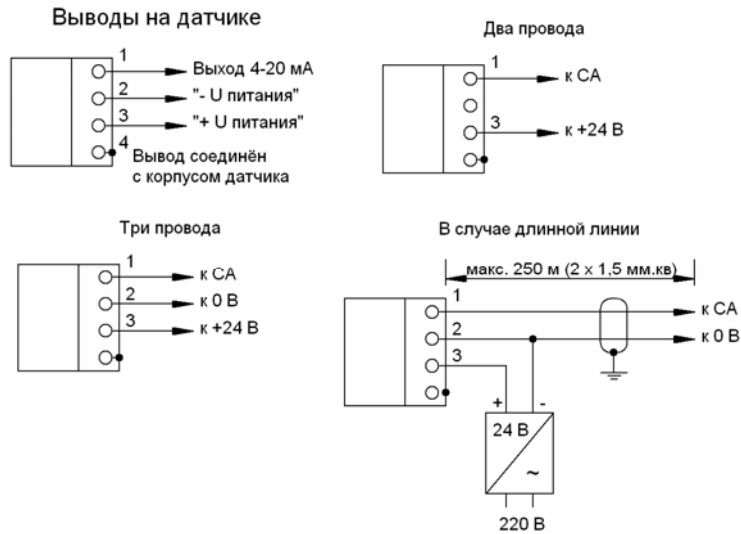 Выводы на датчике
1
Выход 4-20 мА
2
"- U питания"
3
"+ U питания"
4
Вывод соединён
с корпусом датчика
Два провода
1
к СА
3
к +24 В
Три провода
1
к СА
2
к 0 В
3
к +24 В
В случае длинной линии
макс. 250 м (2 x 1,5 мм.кв)
1
к СА
2
к 0 В
3
+ -
24 В
~
220 В